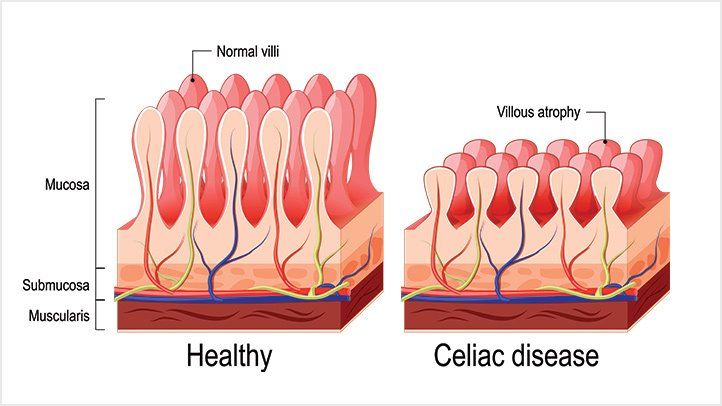 Normal villi
Villous atrophy
Mucosa
Submucosa
Muscularis
Healthy
Celiac disease